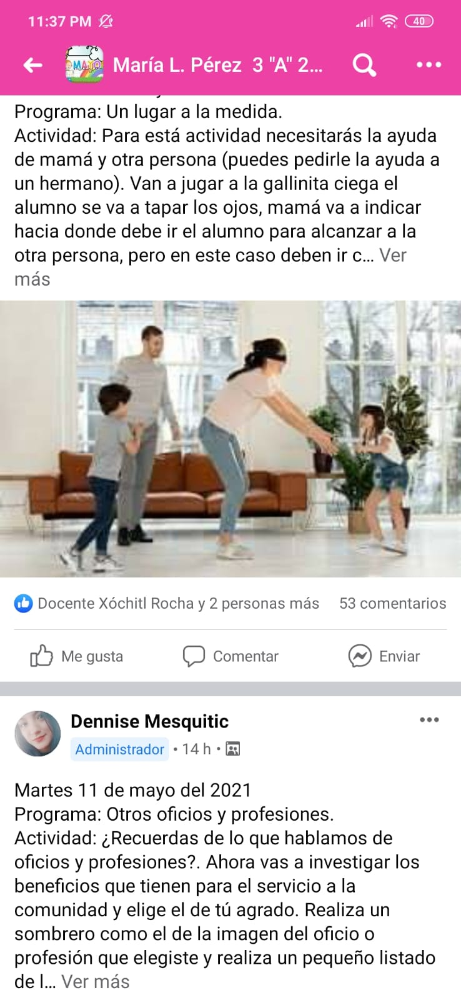 11:37 PM
40
MAYO
María L. Pérez 3 "A" 2...
Programa: Un lugar a la medida.
Actividad: Para está actividad necesitarás la ayuda
de mamá y otra persona (puedes pedirle la ayuda a
un hermano). Van a jugar a la gallinita ciega el
alumno se va a tapar los ojos, mamá va a indicar
hacia donde debe ir el alumno para alcanzar a la
otra persona, pero en este caso deben ir c... Ver
más
Docente Xóchitl Rocha y 2 personas más 53 comentarios
Me gusta Comentar Enviar
Dennise Mesquitic
Administrador • 14 h •
Martes 11 de mayo del 2021
Programa: Otros oficios y profesiones.
Actividad: ¿Recuerdas de lo que hablamos de
oficios y profesiones?. Ahora vas a investigar los
beneficios que tienen para el servicio a la
comunidad y elige el de tú agrado. Realiza un
sombrero como el de la imagen del oficio o
profesión que elegiste y realiza un pequeño listado
de l... Ver más